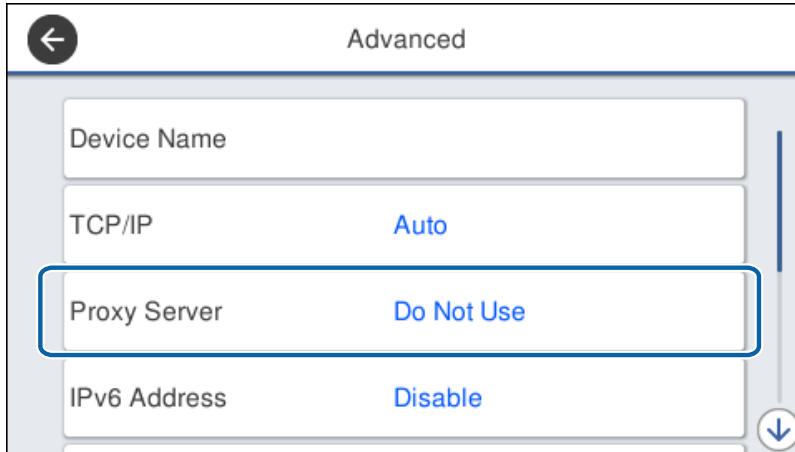 Advanced
Device Name
TCP/IP Auto
Proxy Server Do Not Use
IPv6 Address Disable